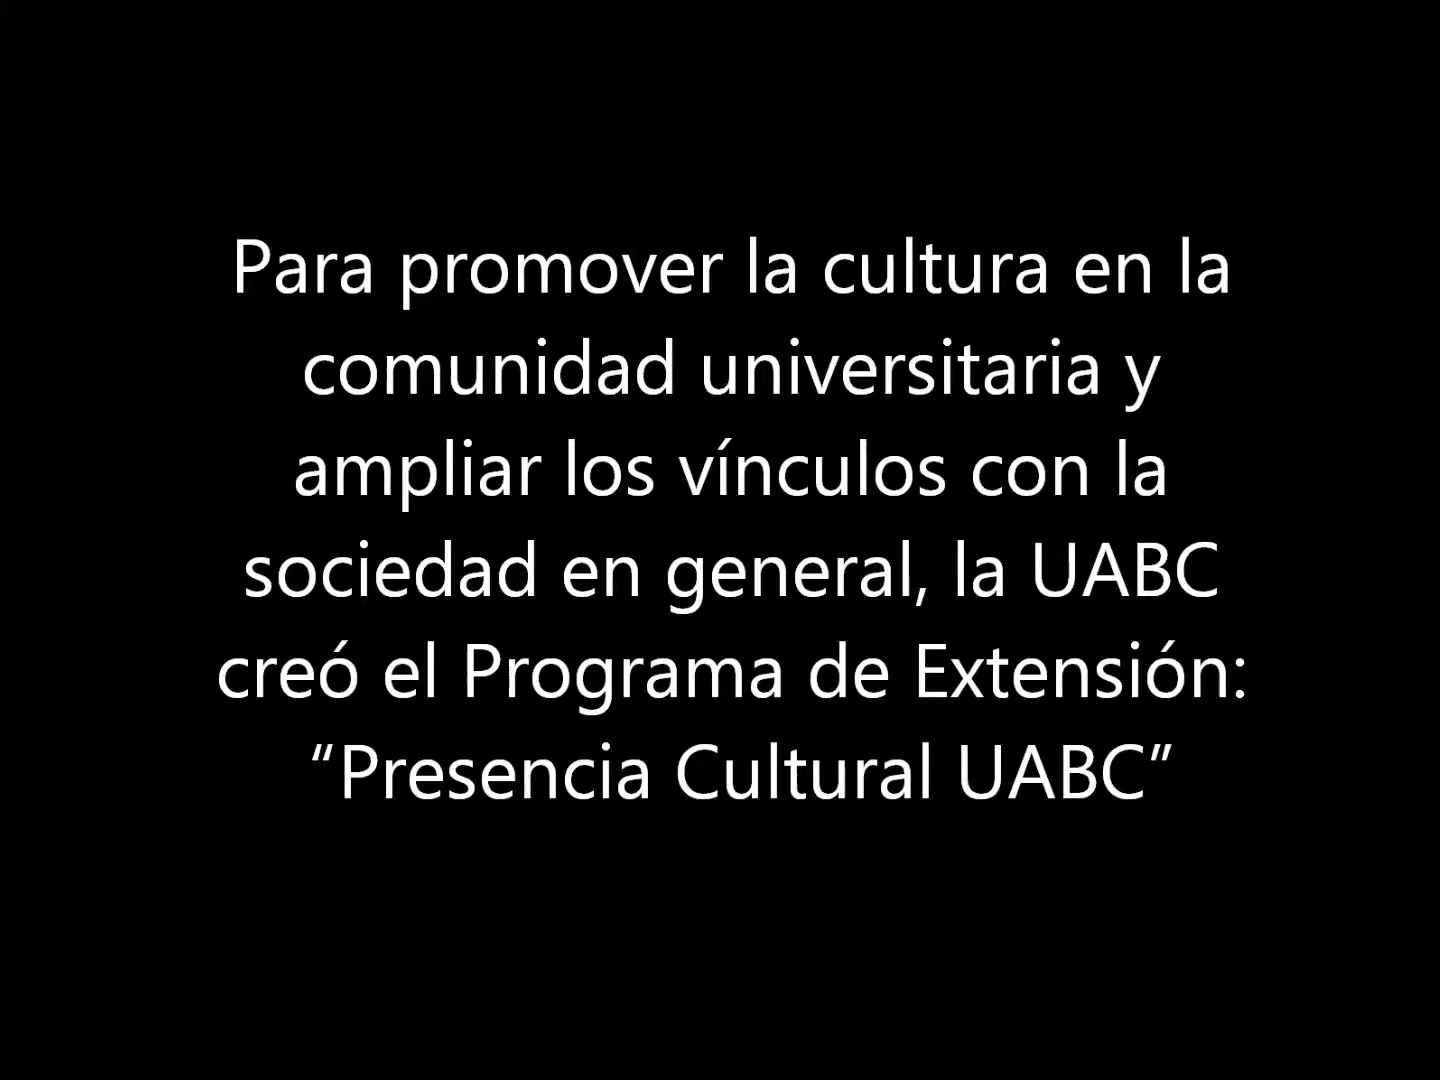 Para promover la cultura en la
comunidad universitaria y
ampliar los vínculos con la
sociedad en general, la UABC
creó el Programa de Extensión:
“Presencia Cultural UABC”